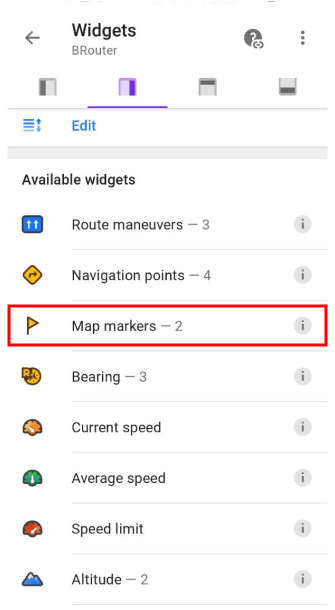 Widgets
BRouter
Edit
Available widgets
Route maneuvers — 3
Navigation points — 4
Map markers — 2
Bearing — 3
Current speed
Average speed
Speed limit
Altitude — 2